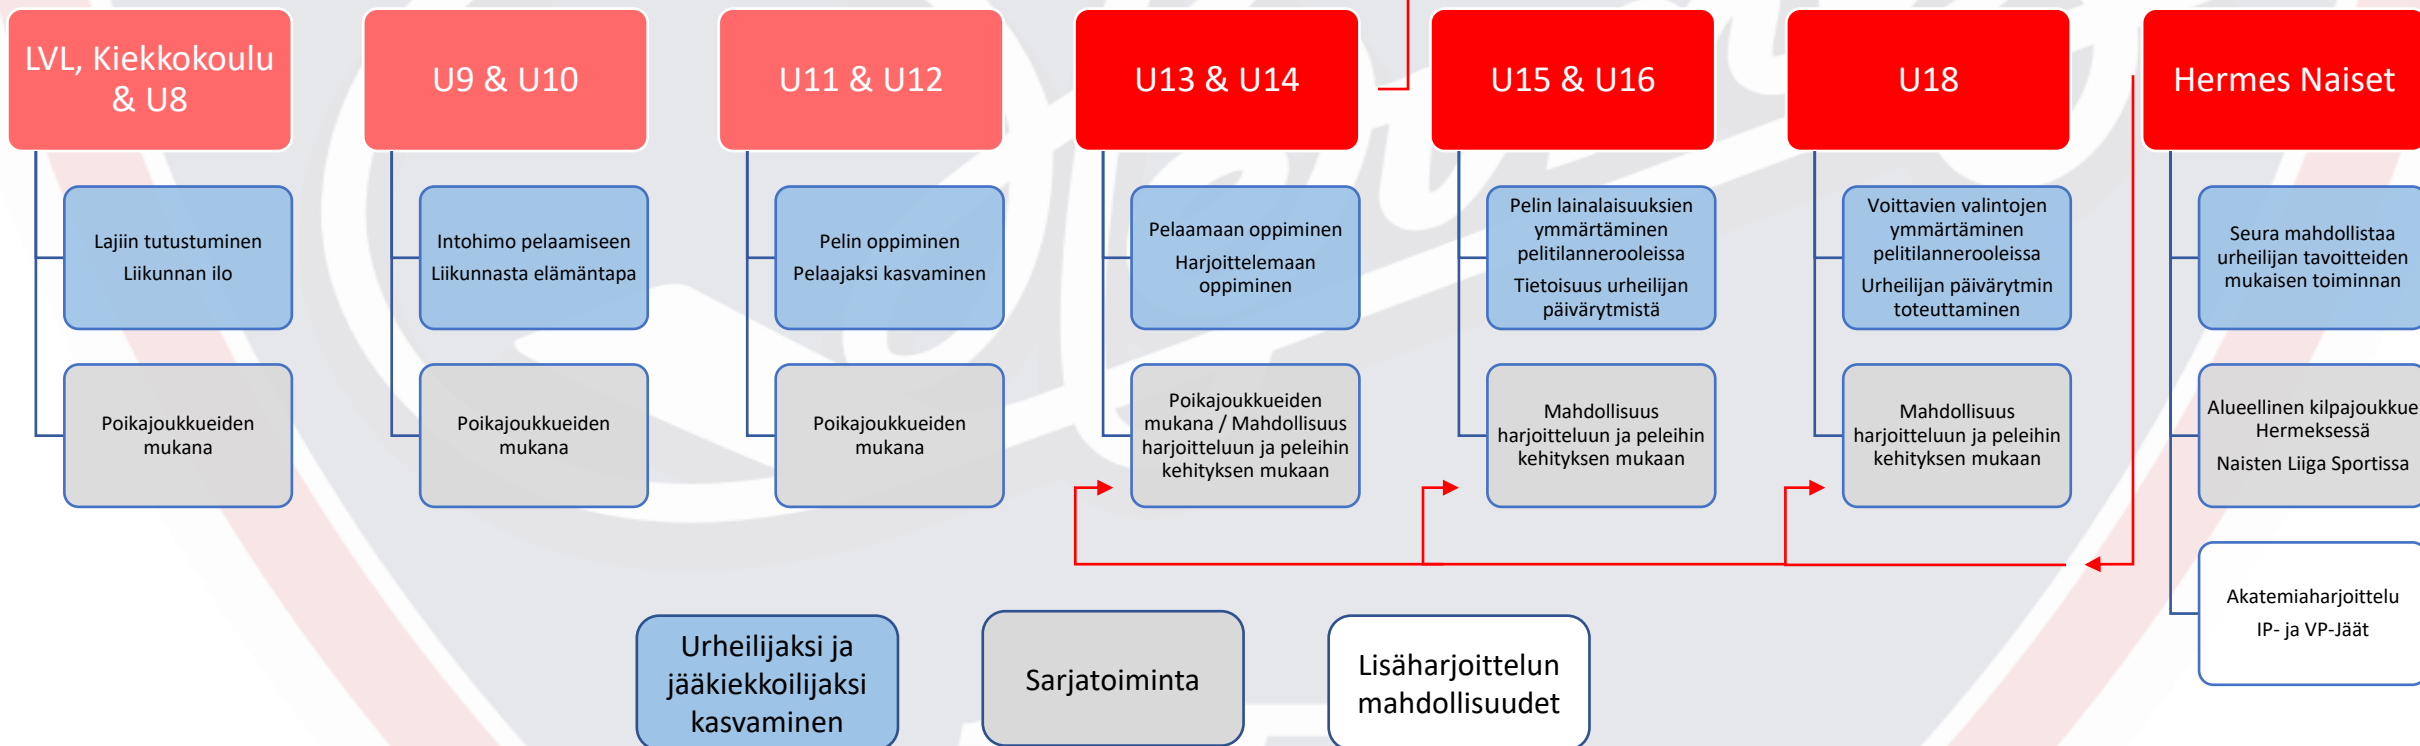 LVL, Kiekkokoulu
& U8
U9 & U10
U11 & U12
U13 & U14
U15 & U16
U18
Hermes Naiset
Lajiin tutustuminen
Liikunnan ilo
Intohimo pelaamiseen
Liikunnasta elämäntapa
Pelin oppiminen
Pelaajaksi kasvaminen
Pelaamaan oppiminen
Harjoittelemaan
oppiminen
Pelin lainalaisuuksien
ymmärtäminen
pelitilannerooleissa
Tietoisuus urheilijan
päivärytmistä
Voittavien valintojen
ymmärtäminen
pelitilannerooleissa
Urheilijan päivärytmin
toteuttaminen
Seura mahdollistaa
urheilijan tavoitteiden
mukaisen toiminnan
Poikajoukkueiden
mukana
Poikajoukkueiden
mukana
Poikajoukkueiden
mukana
Poikajoukkueiden
mukana / Mahdollisuus
harjoitteluun ja peleihin
kehityksen mukaan
Mahdollisuus
harjoitteluun ja peleihin
kehityksen mukaan
Mahdollisuus
harjoitteluun ja peleihin
kehityksen mukaan
Alueellinen kilpajoukkue
Hermeksessä
Naisten Liiga Sportissa
Akatemiaharjoittelu
IP- ja VP-Jäät
Urheilijaksi ja
jääkiekkoilijaksi
kasvaminen
Sarjatoiminta
Lisäharjoittelun
mahdollisuudet